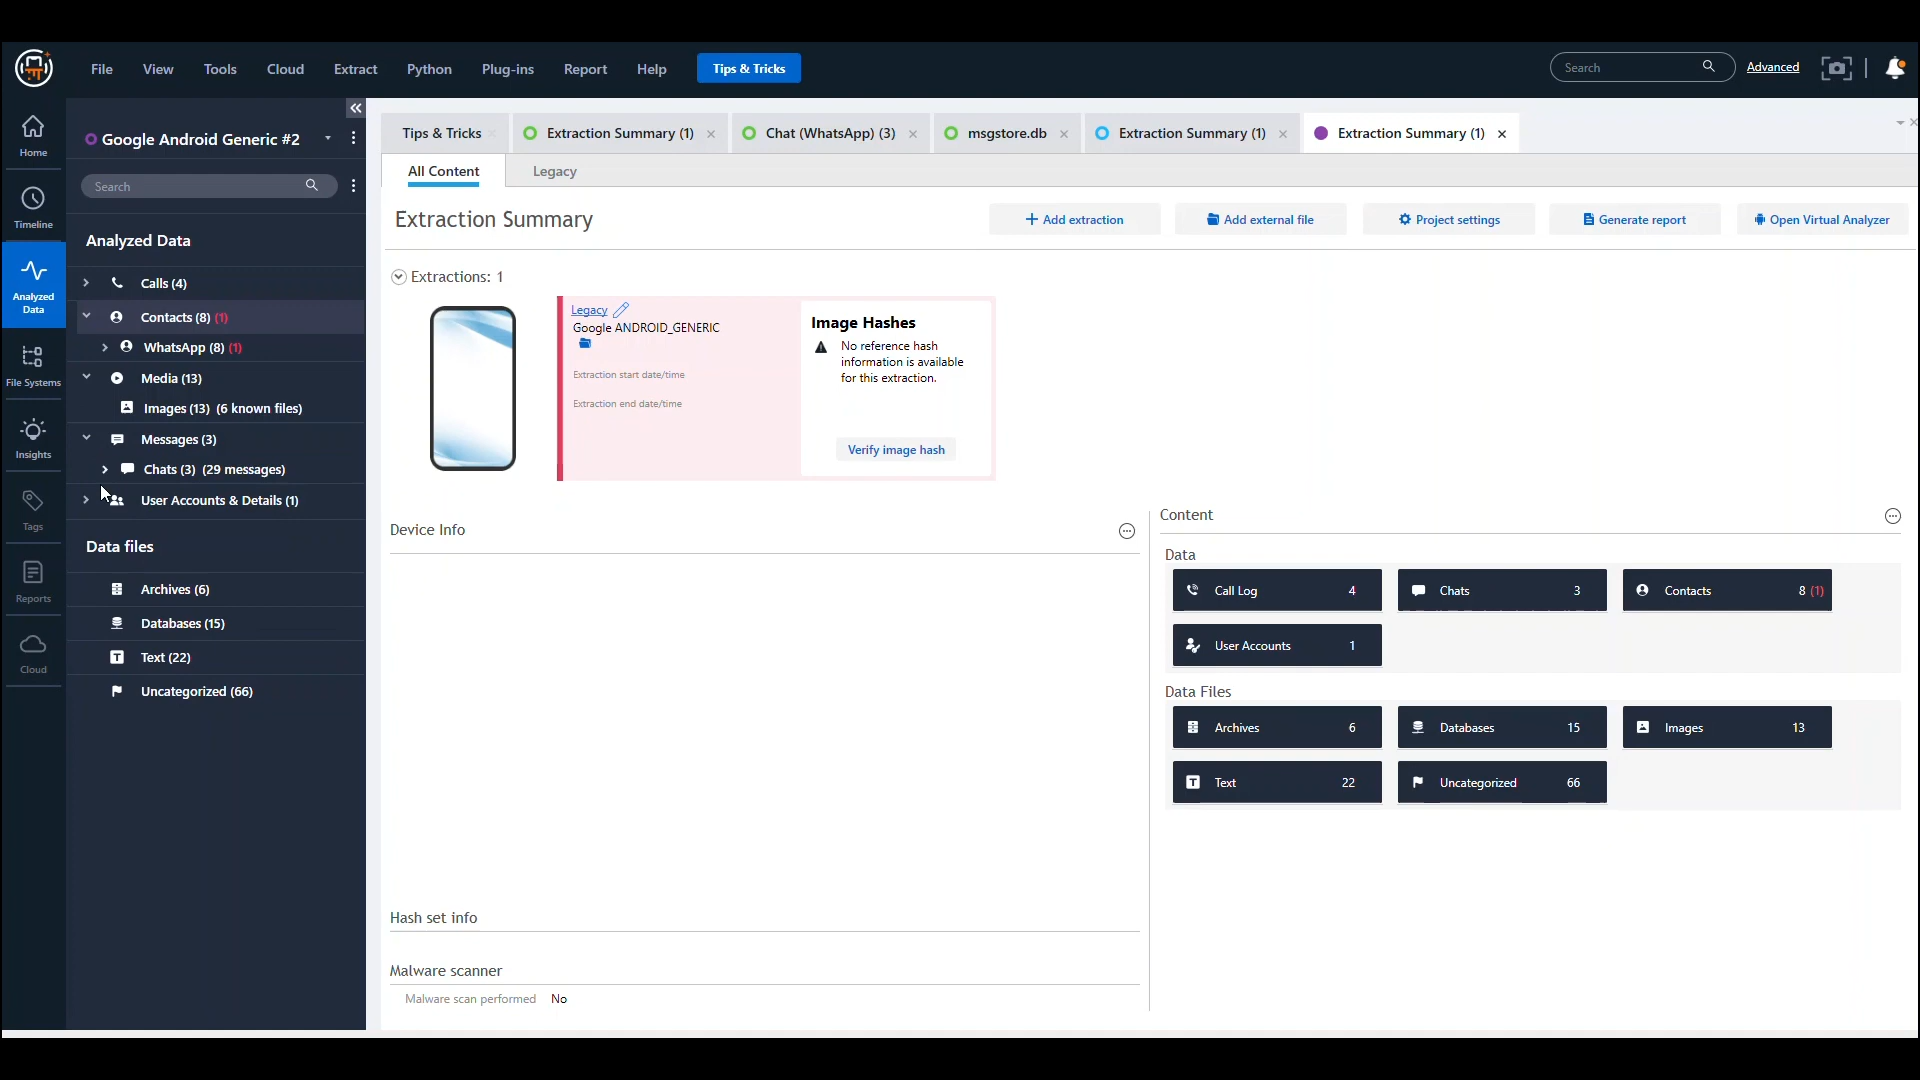 File View Tools Cloud Extract Python Plug-ins Report Help Tips & Tricks Search Advanced
Home
Timeline
Analyzed
Data
File Systems
Insights
Tags
Reports
Cloud
Google Android Generic #2
Search
Analyzed Data
Calls (4)
Contacts (8) (1)
WhatsApp (8) (1)
Media (13)
Images (13) (6 known files)
Messages (3)
Chats (3) (29 messages)
User Accounts & Details (1)
Data files
Archives (6)
Databases (15)
Text (22)
Uncategorized (66)
Tips & Tricks Extraction Summary (1) Chat (WhatsApp) (3) msgstore.db Extraction Summary (1) Extraction Summary (1)
All Content Legacy
Extraction Summary Add extraction Add external file Project settings Generate report Open Virtual Analyzer
Extractions: 1
Legacy
Google ANDROID_GENERIC
Extraction start date/time
Extraction end date/time
Image Hashes
No reference hash
information is available
for this extraction.
Verify image hash
Device Info
Hash set info
Malware scanner
Malware scan performed No
Content
Data
Call Log 4 Chats 3 Contacts 8 (1)
User Accounts 1
Data Files
Archives 6 Databases 15 Images 13
Text 22 Uncategorized 66